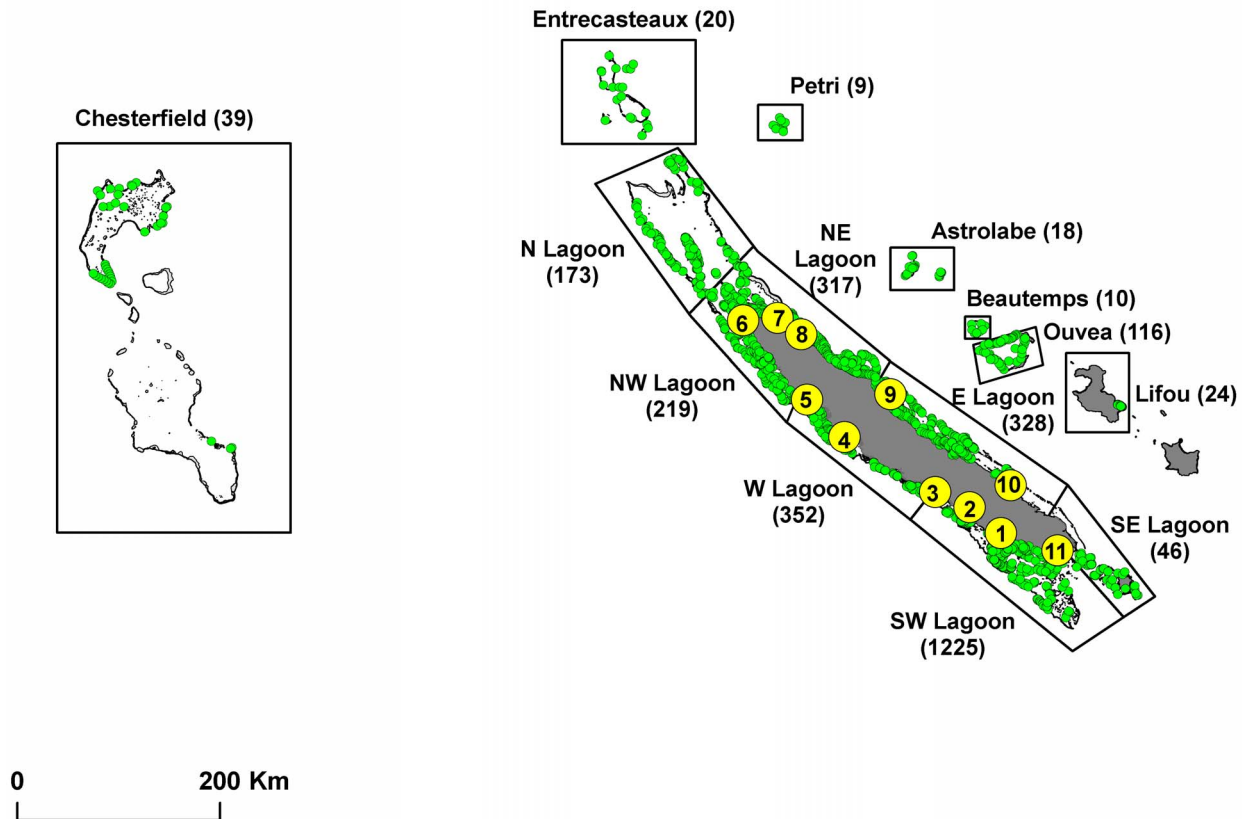 Entrecasteaux (20)
Petri (9)
Chesterfield (39)
N Lagoon
(173)
NE
Lagoon
(317)
Astrolabe (18)
Beautemps (10)
Ouvea (116)
NW Lagoon
(219)
E Lagoon
(328)
Lifou (24)
W Lagoon
(352)
SE Lagoon
(46)
SW Lagoon
(1225)
6
7
8
5
9
4
3
2
10
1
11
0
200 Km